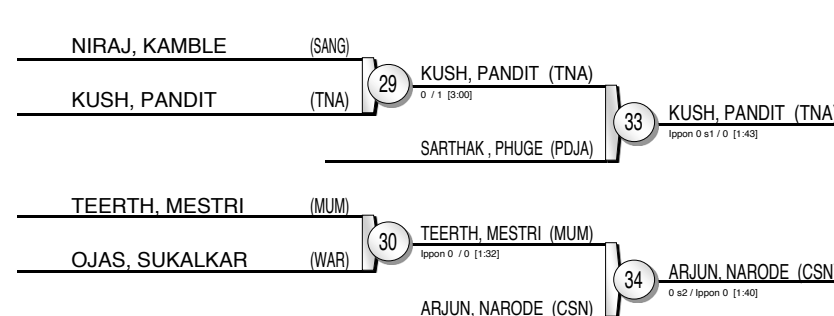 NIRAJ, KAMBLE (SANG)
29
KUSH, PANDIT (TNA)
0 / 1 [3:00]
KUSH, PANDIT (TNA)
33
KUSH, PANDIT (TNA)
Ippon 0 s1 / 0 [1:43]
SARTHAK , PHUGE (PDJA)
TEERTH, MESTRI (MUM)
30
TEERTH, MESTRI (MUM)
Ippon 0 / 0 [1:32]
OJAS, SUKALKAR (WAR)
34
ARJUN, NARODE (CSN
0 s2 / Ippon 0 [1:40]
ARJUN, NARODE (CSN)